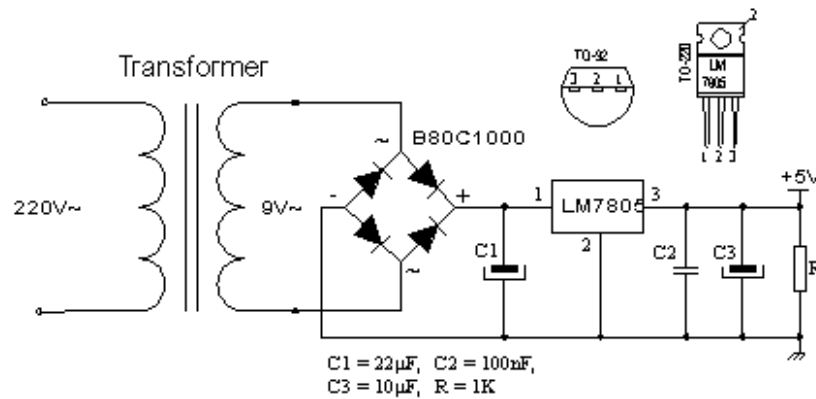 Transformer
220V~
9V~
~
B80C1000
-
+
~
TO-92
3 2 1
TO-220
2
LM
7805
1 2 3
C1
1
LM7805
3
2
C2
C3
+5V
R
C1 = 22µF, C2 = 100nF,
C3 = 10µF, R = 1K